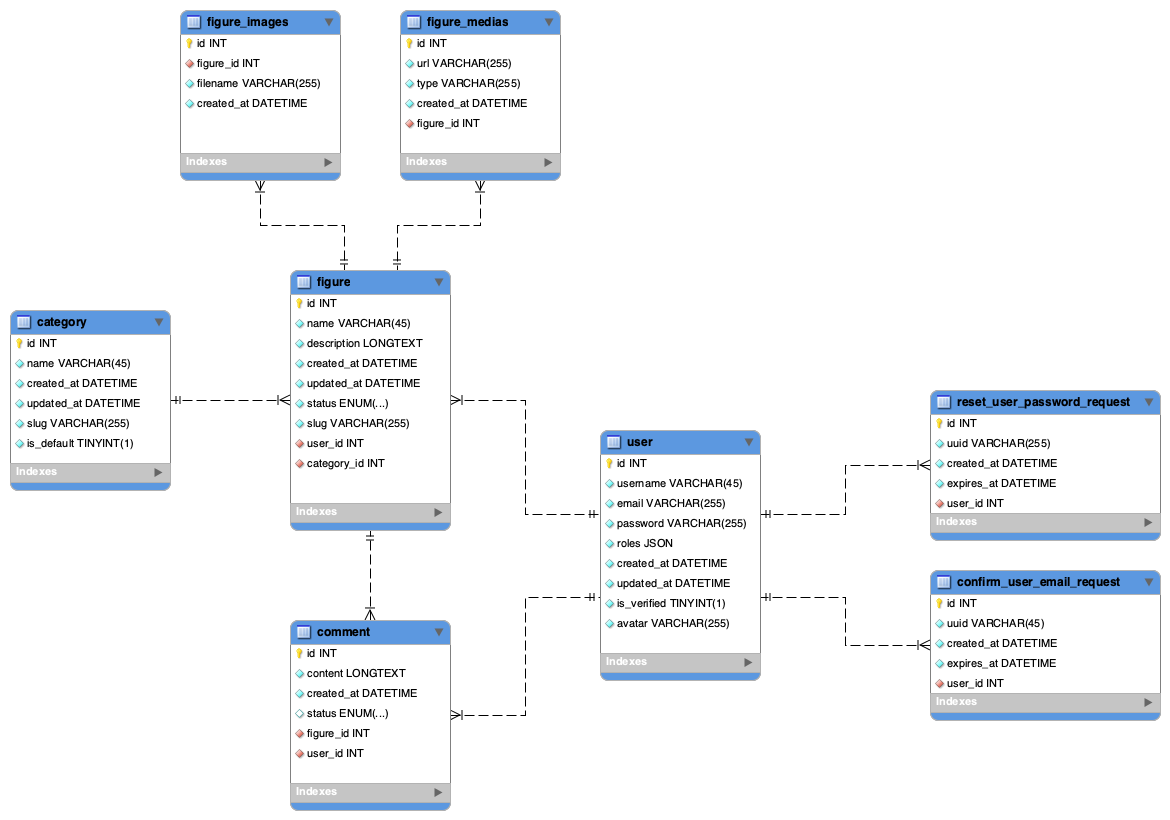 figure_images
id INT
figure_id INT
filename VARCHAR(255)
created_at DATETIME
Indexes
figure_medias
id INT
url VARCHAR(255)
type VARCHAR(255)
created_at DATETIME
figure_id INT
Indexes
category
id INT
name VARCHAR(45)
created_at DATETIME
updated_at DATETIME
slug VARCHAR(255)
is_default TINYINT(1)
Indexes
figure
id INT
name VARCHAR(45)
description LONGTEXT
created_at DATETIME
updated_at DATETIME
status ENUM(...)
slug VARCHAR(255)
user_id INT
category_id INT
Indexes
user
id INT
username VARCHAR(45)
email VARCHAR(255)
password VARCHAR(255)
roles JSON
created_at DATETIME
updated_at DATETIME
is_verified TINYINT(1)
avatar VARCHAR(255)
Indexes
reset_user_password_request
id INT
uuid VARCHAR(255)
created_at DATETIME
expires_at DATETIME
user_id INT
Indexes
confirm_user_email_request
id INT
uuid VARCHAR(45)
created_at DATETIME
expires_at DATETIME
user_id INT
Indexes
comment
id INT
content LONGTEXT
created_at DATETIME
status ENUM(...)
figure_id INT
user_id INT
Indexes